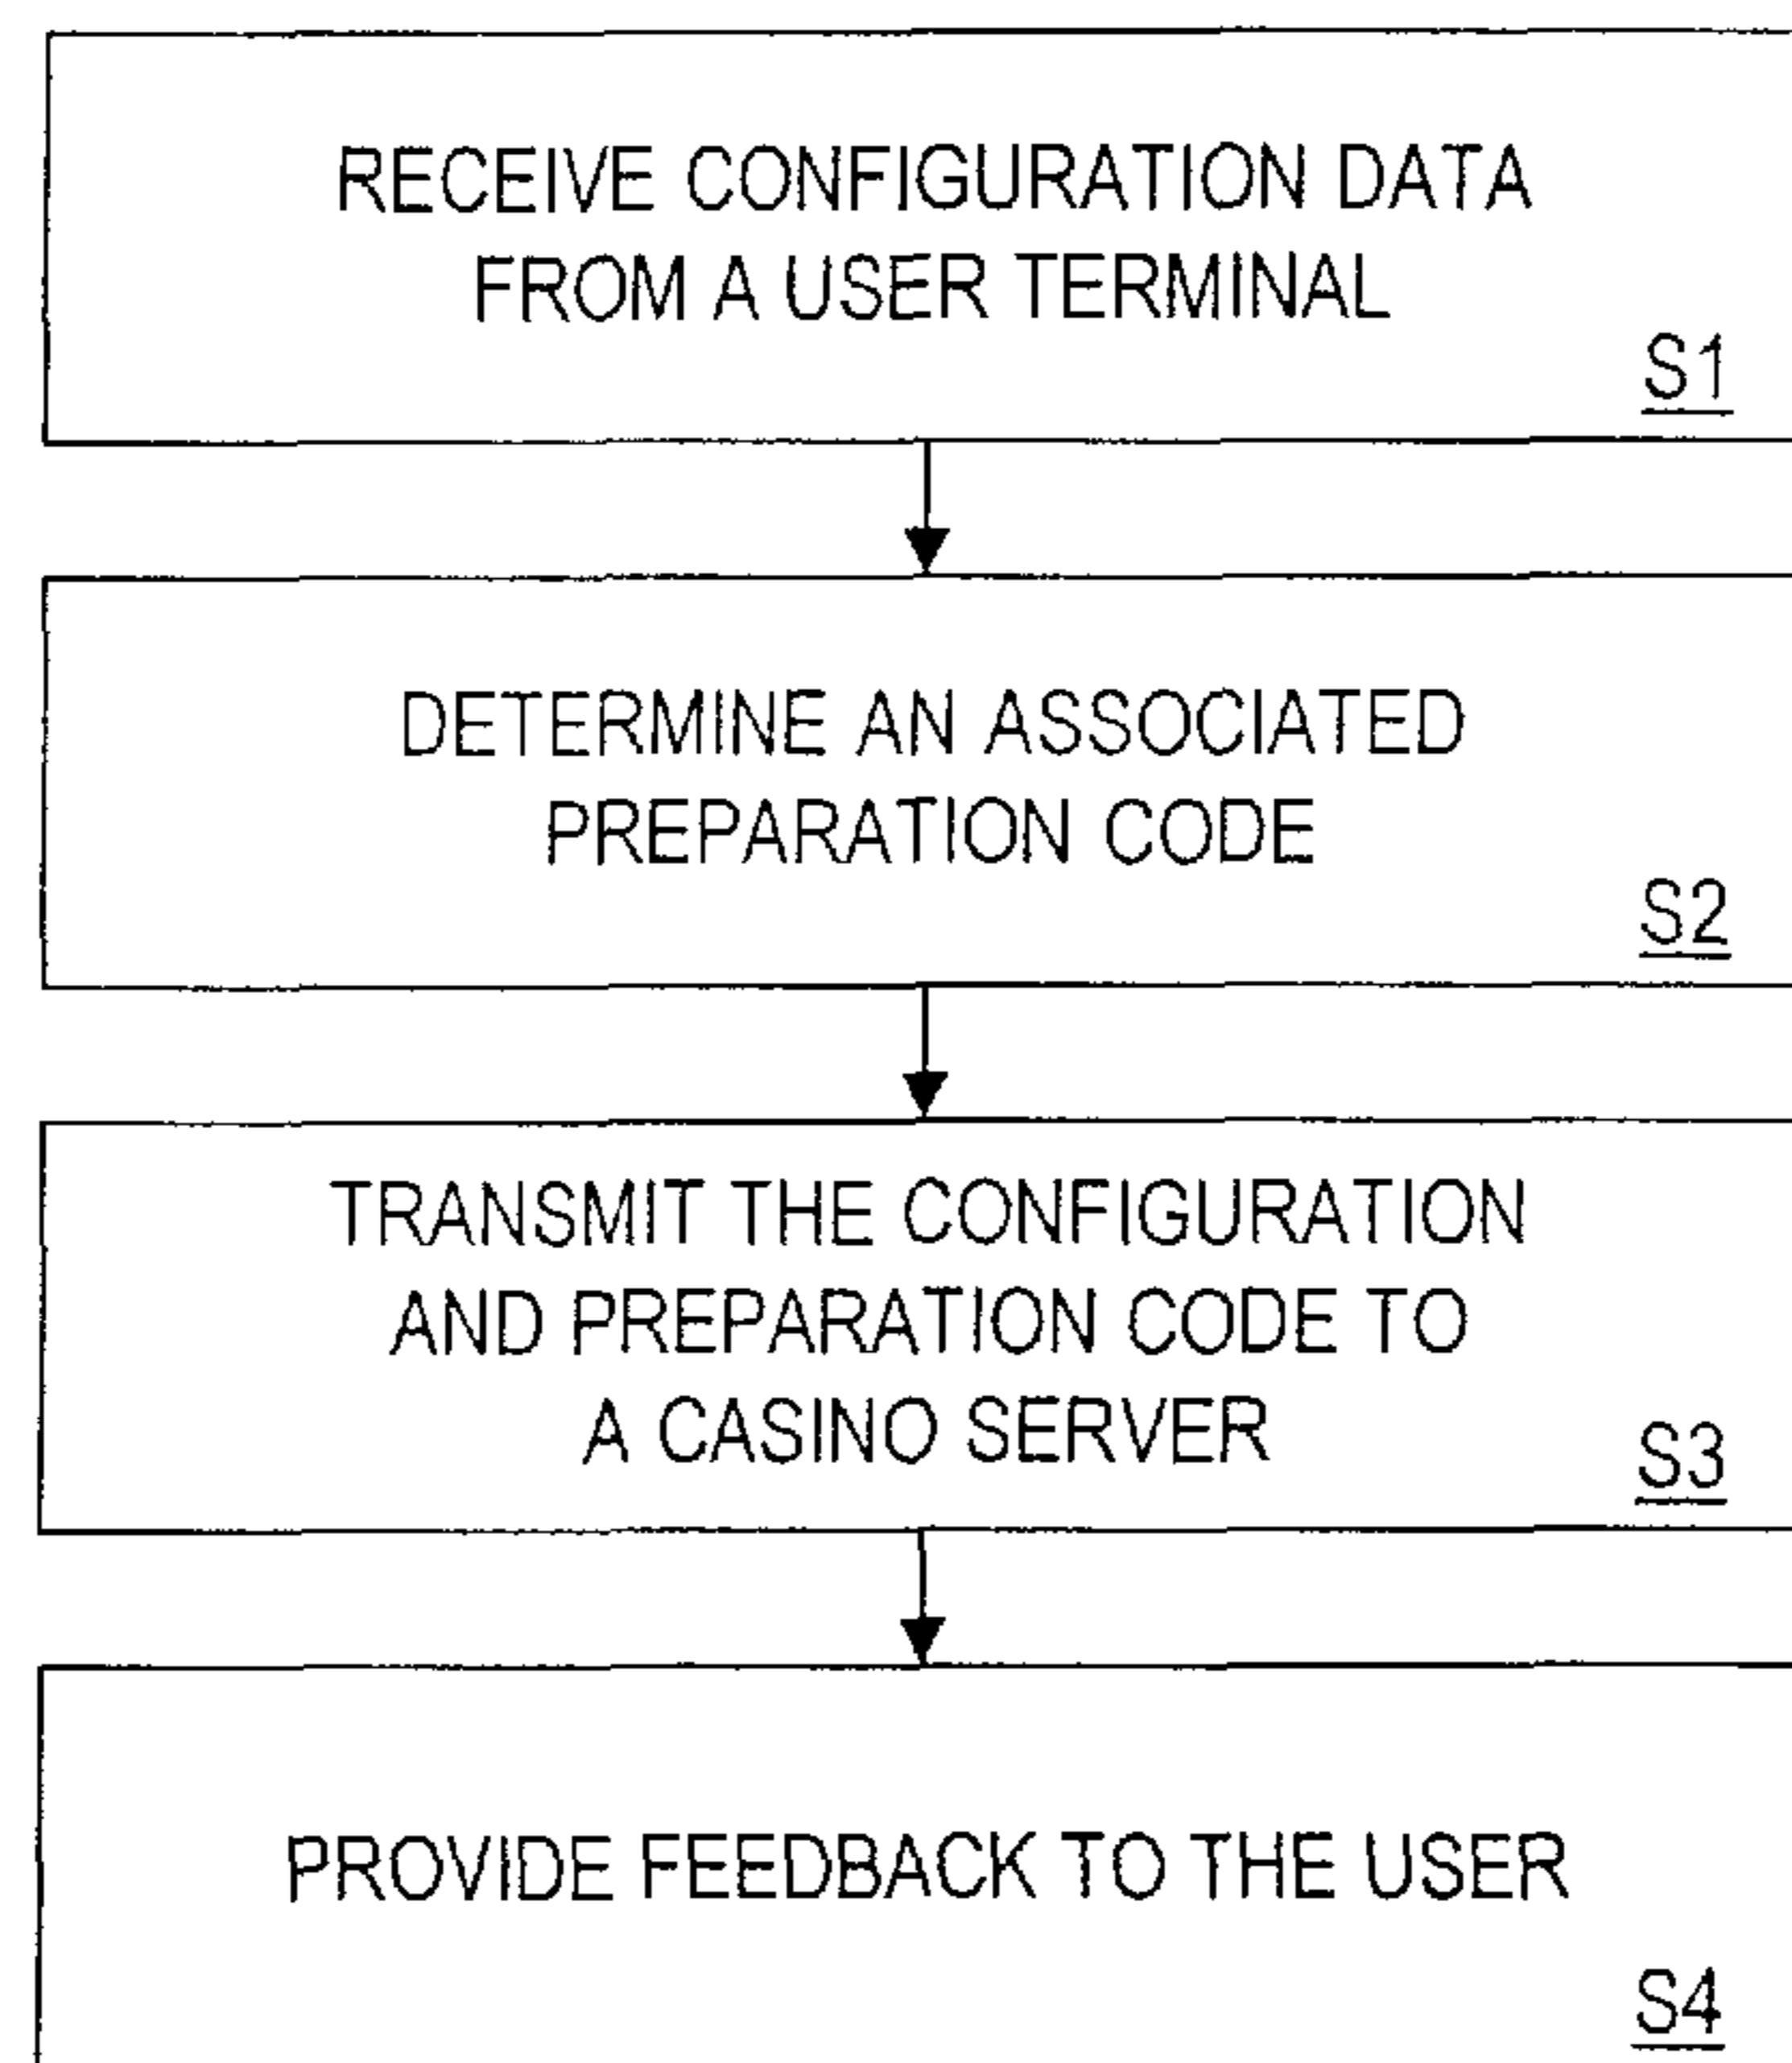 RECEIVE CONFIGURATION DATA
FROM A USER TERMINAL
S1
DETERMINE AN ASSOCIATED
PREPARATION CODE
S2
TRANSMIT THE CONFIGURATION
AND PREPARATION CODE TO
A CASINO SERVER
S3
PROVIDE FEEDBACK TO THE USER
S4